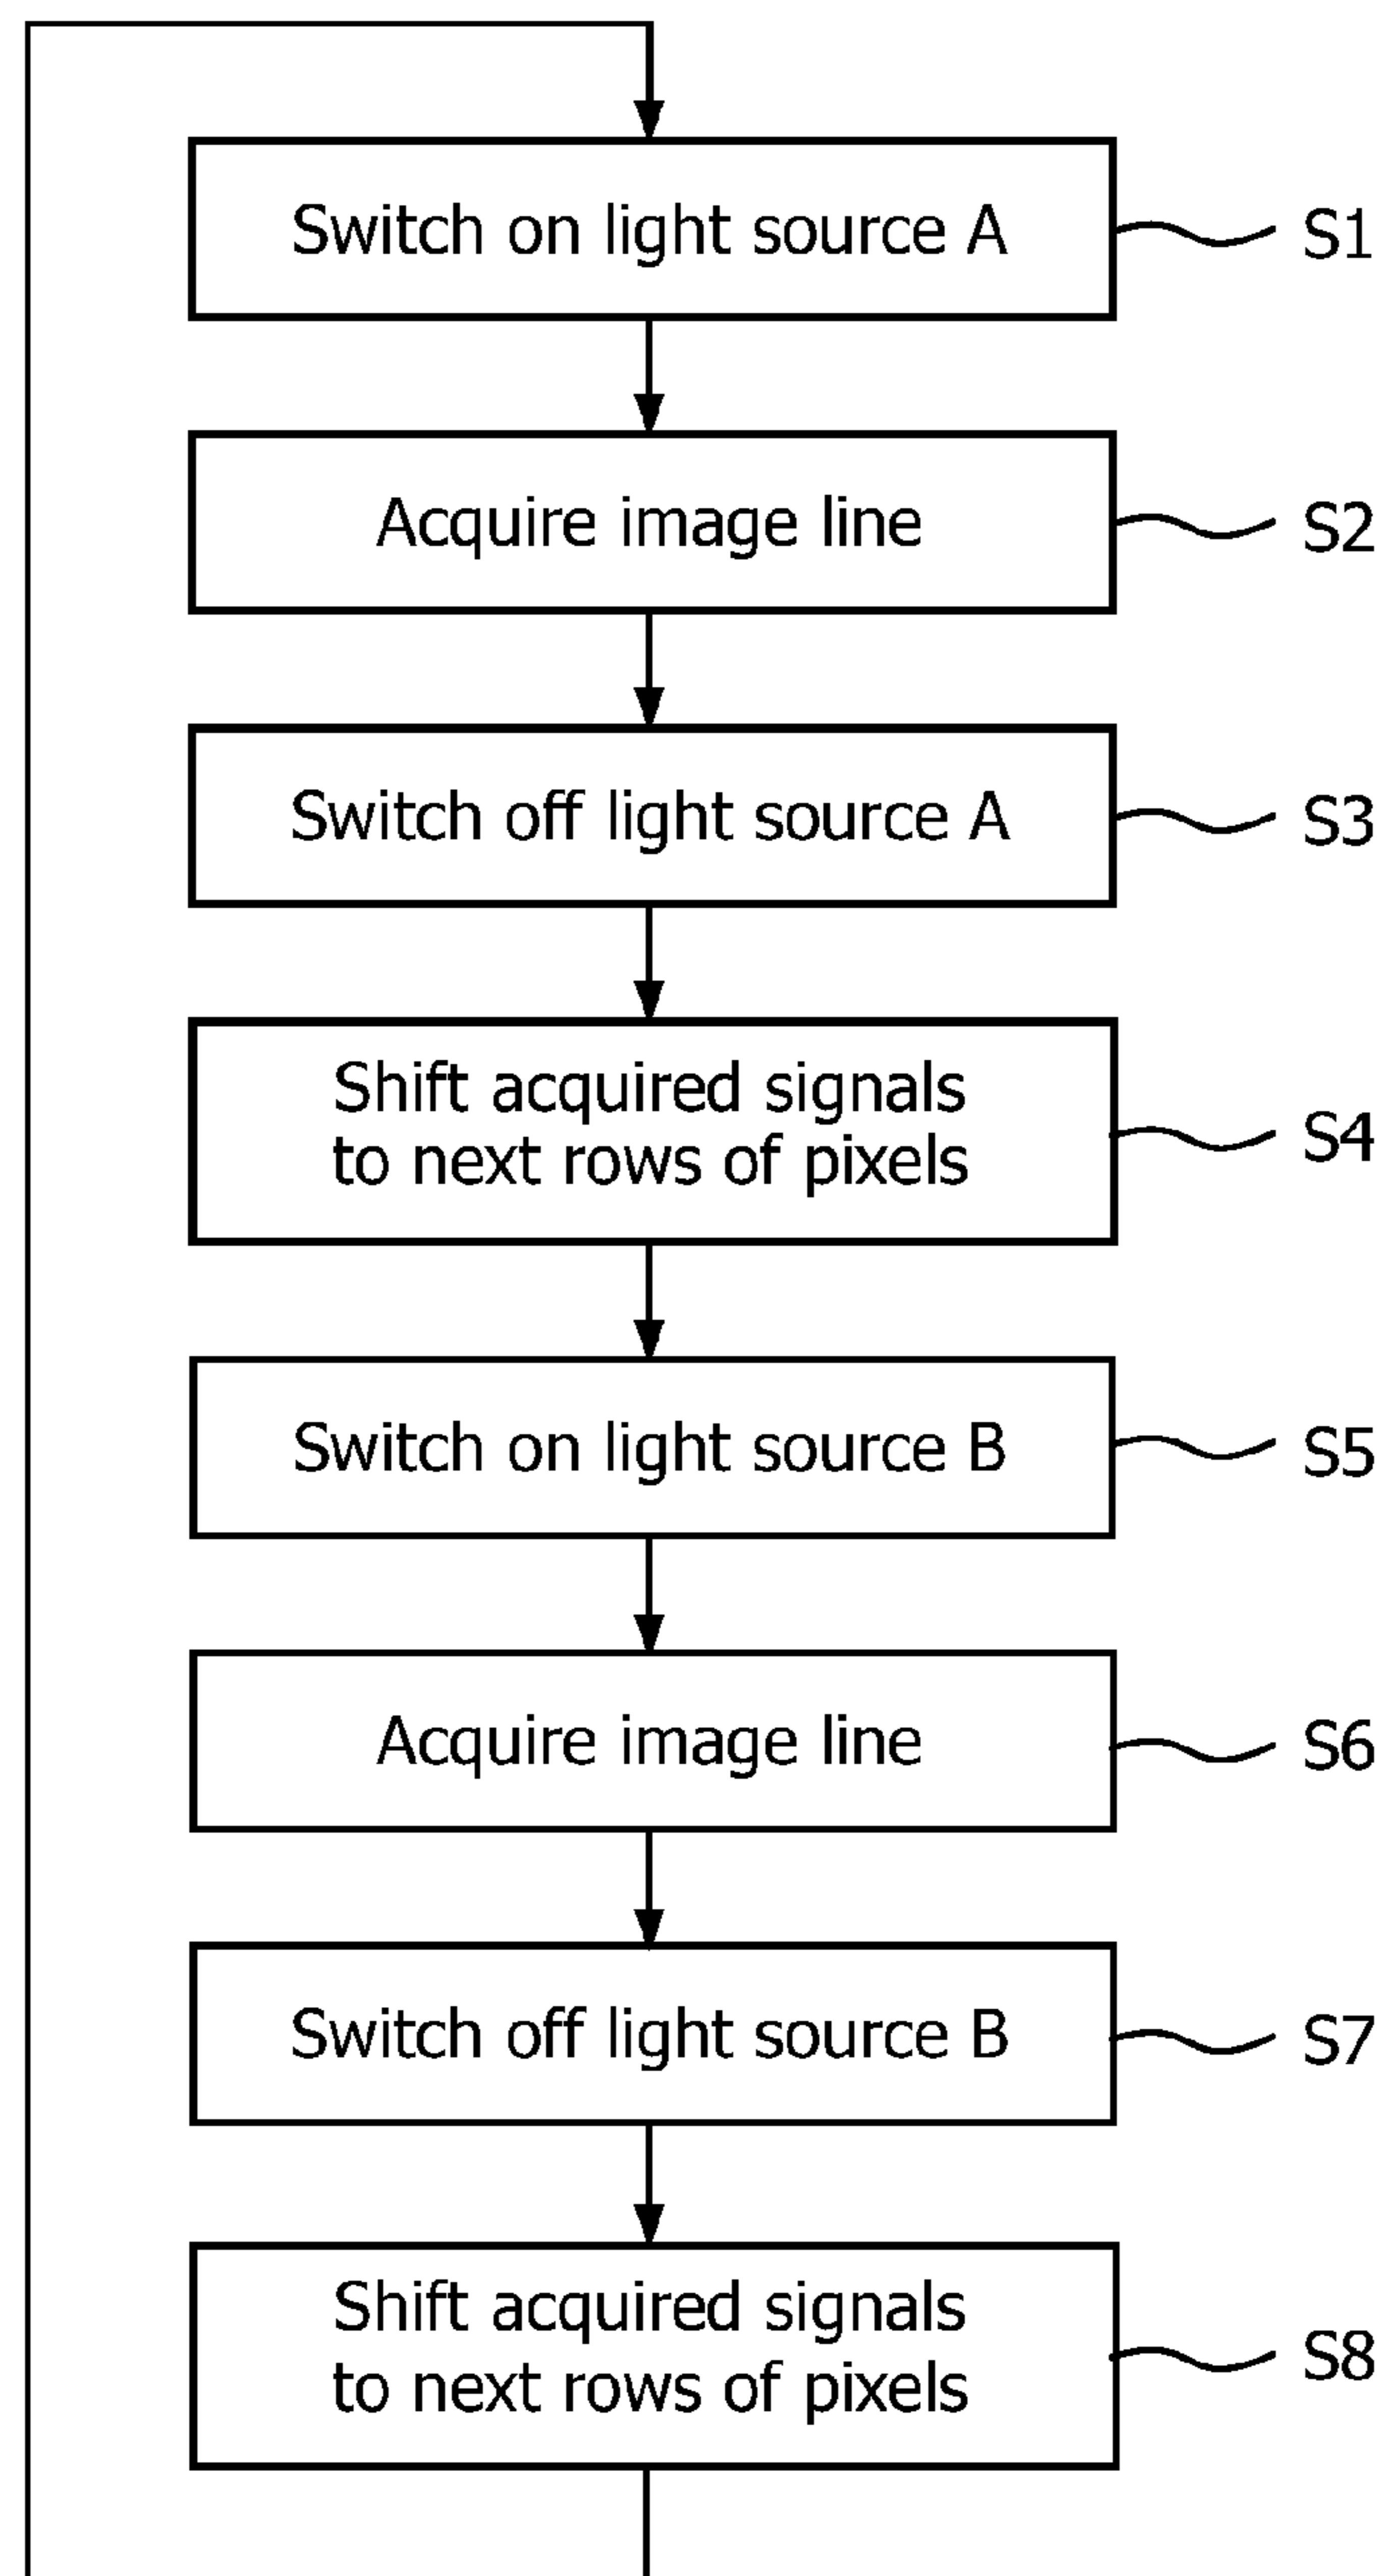 Switch on light source A
S1
Acquire image line
S2
Switch off light source A
S3
Shift acquired signals
to next rows of pixels
S4
Switch on light source B
S5
Acquire image line
S6
Switch off light source B
S7
Shift acquired signals
to next rows of pixels
S8